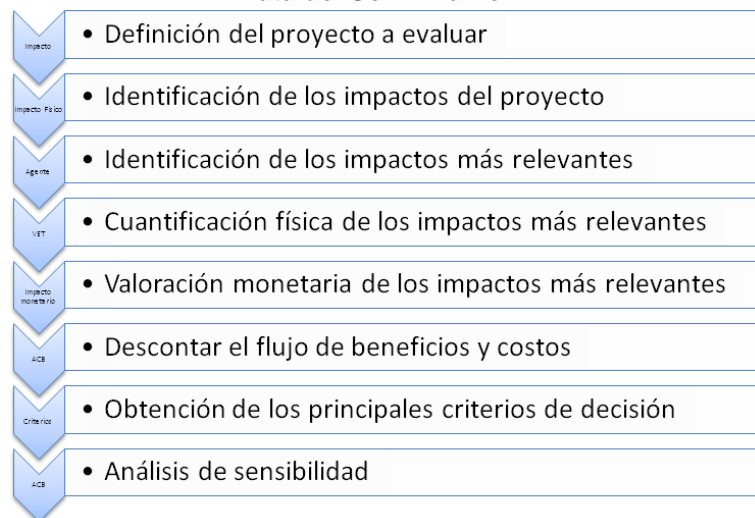 Impacto
• Definición del proyecto a evaluar
Impacto Físico
• Identificación de los impactos del proyecto
Agente
• Identificación de los impactos más relevantes
VET
• Cuantificación física de los impactos más relevantes
Impacto
monetario
• Valoración monetaria de los impactos más relevantes
ACB
• Descontar el flujo de beneficios y costos
Criterios
• Obtención de los principales criterios de decisión
ACB
• Análisis de sensibilidad